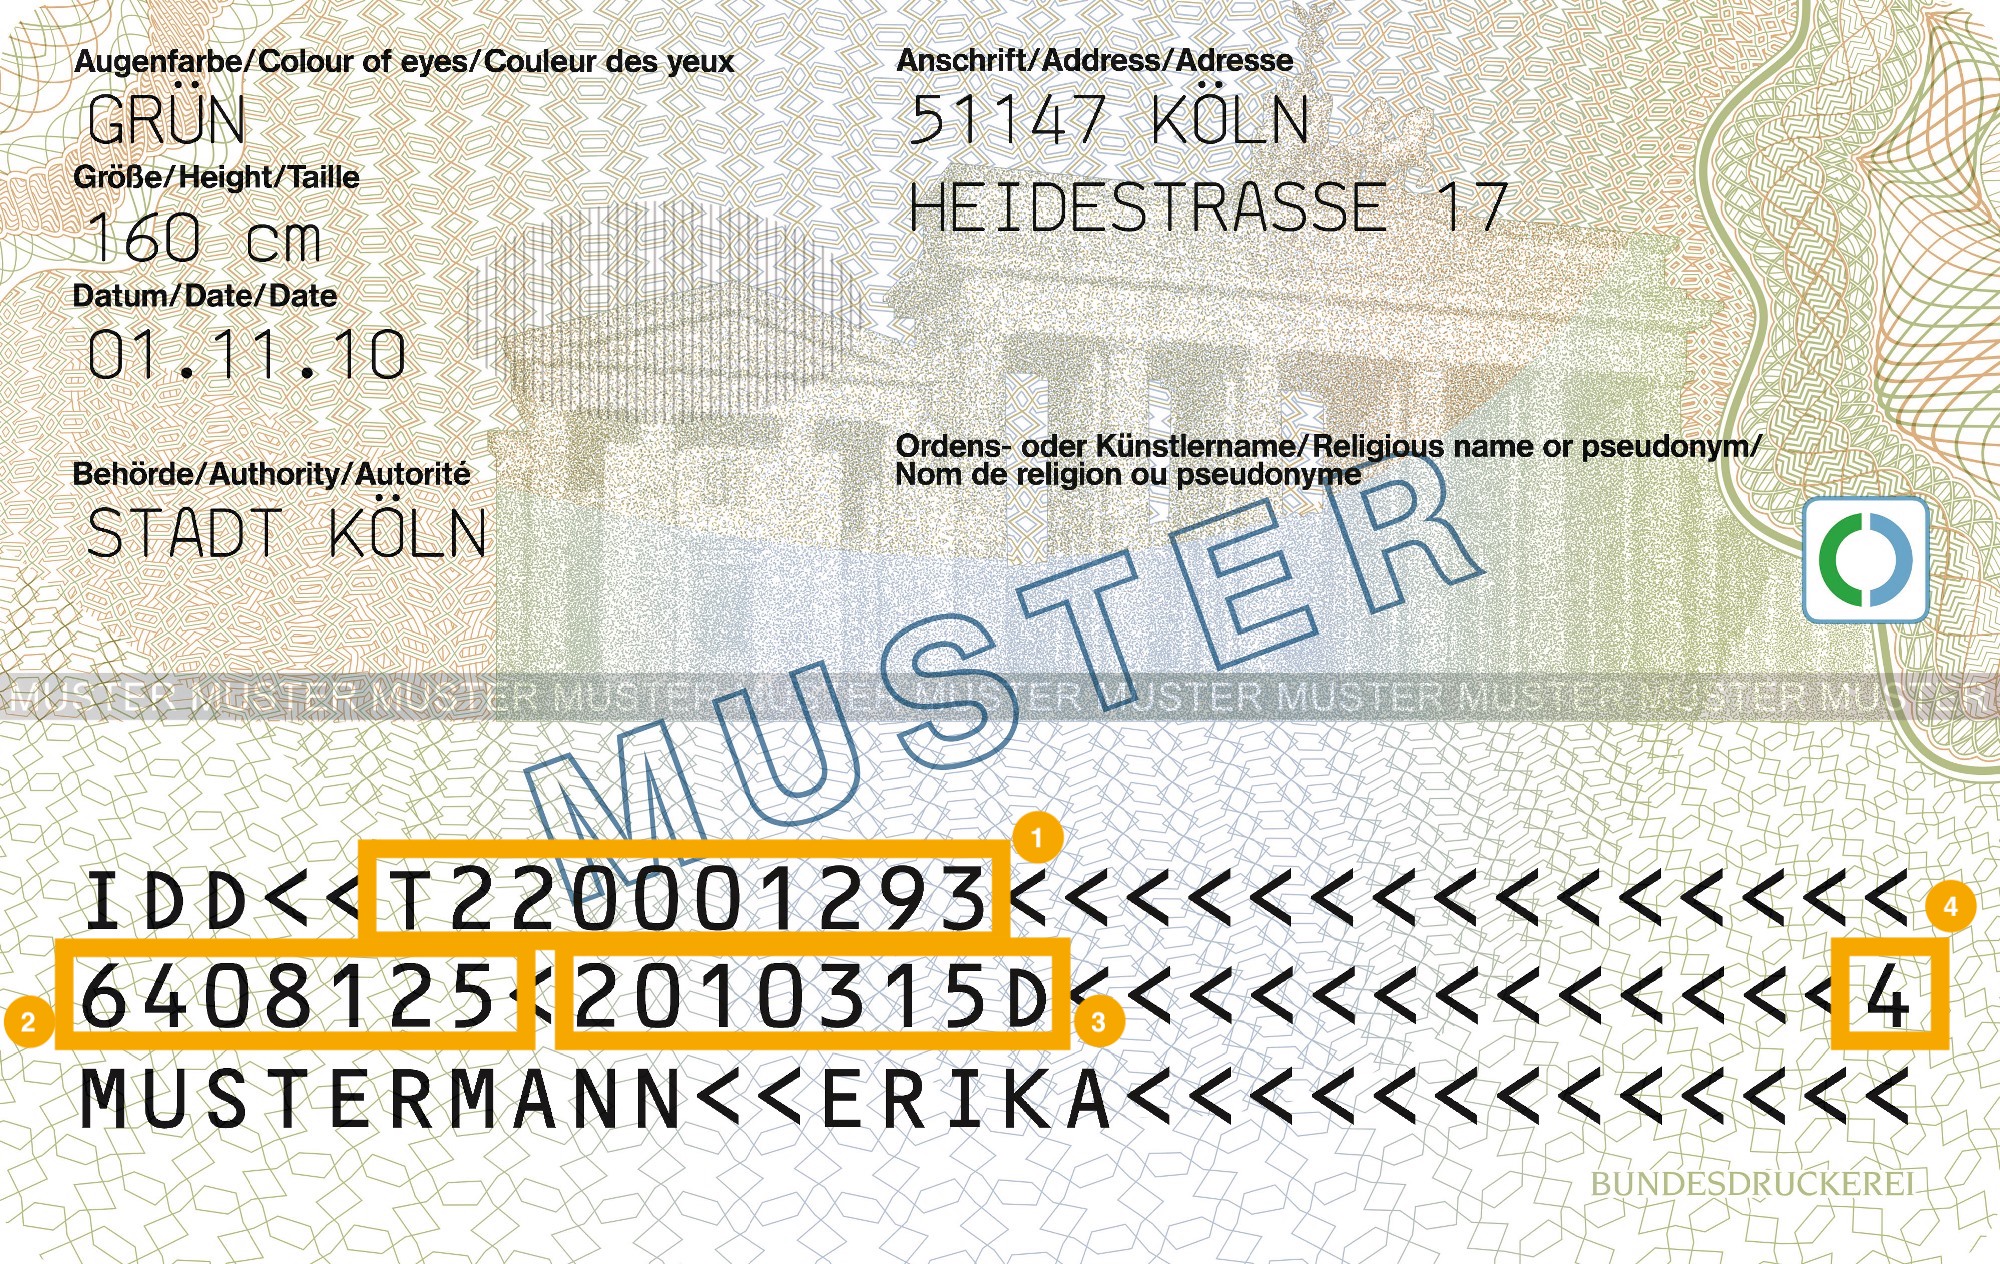 Augenfarbe/Colour of eyes/Couleur des yeux
GRÜN
Größe/Height/Taille
160 cm
Datum/Date/Date
01.11.10
Behörde/Authority/Autorité
STADT KÖLN
Anschrift/Address/Adresse
51147 KÖLN
HEIDESTRASSE 17
Ordens- oder Künstlername/Religious name or pseudonym/
Nom de religion ou pseudonyme
MUSTER
MUSTER MUSTER MUSTER MUSTER MUSTER MUSTER MUSTER MUSTER MUSTER MUSTER MUSTER
1
IDD<<T220001293<<<<<<<<<<<<<<<
4
2
6408125<2010315D<<<<<<<<<<<<<4
3
MUSTERMANN<<ERIKA<<<<<<<<<<<<<
BUNDESDRUCKEREI